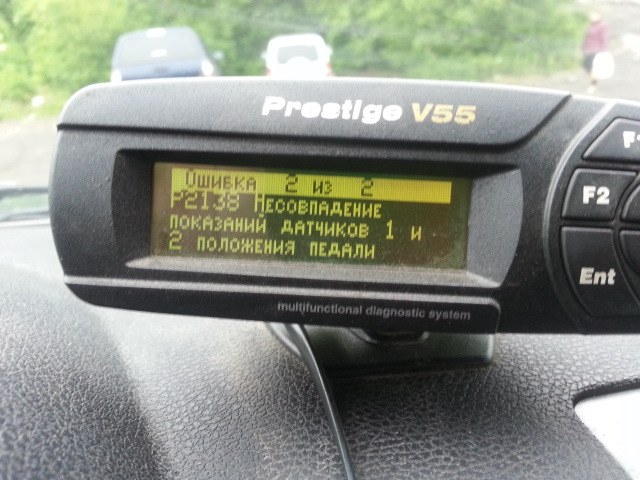 Prestige V55
Ошибка 2 из 2
P2138 Несовпадение
показаний датчиков 1 и
2 положения педали
F2
Ent
multifunctional diagnostic system